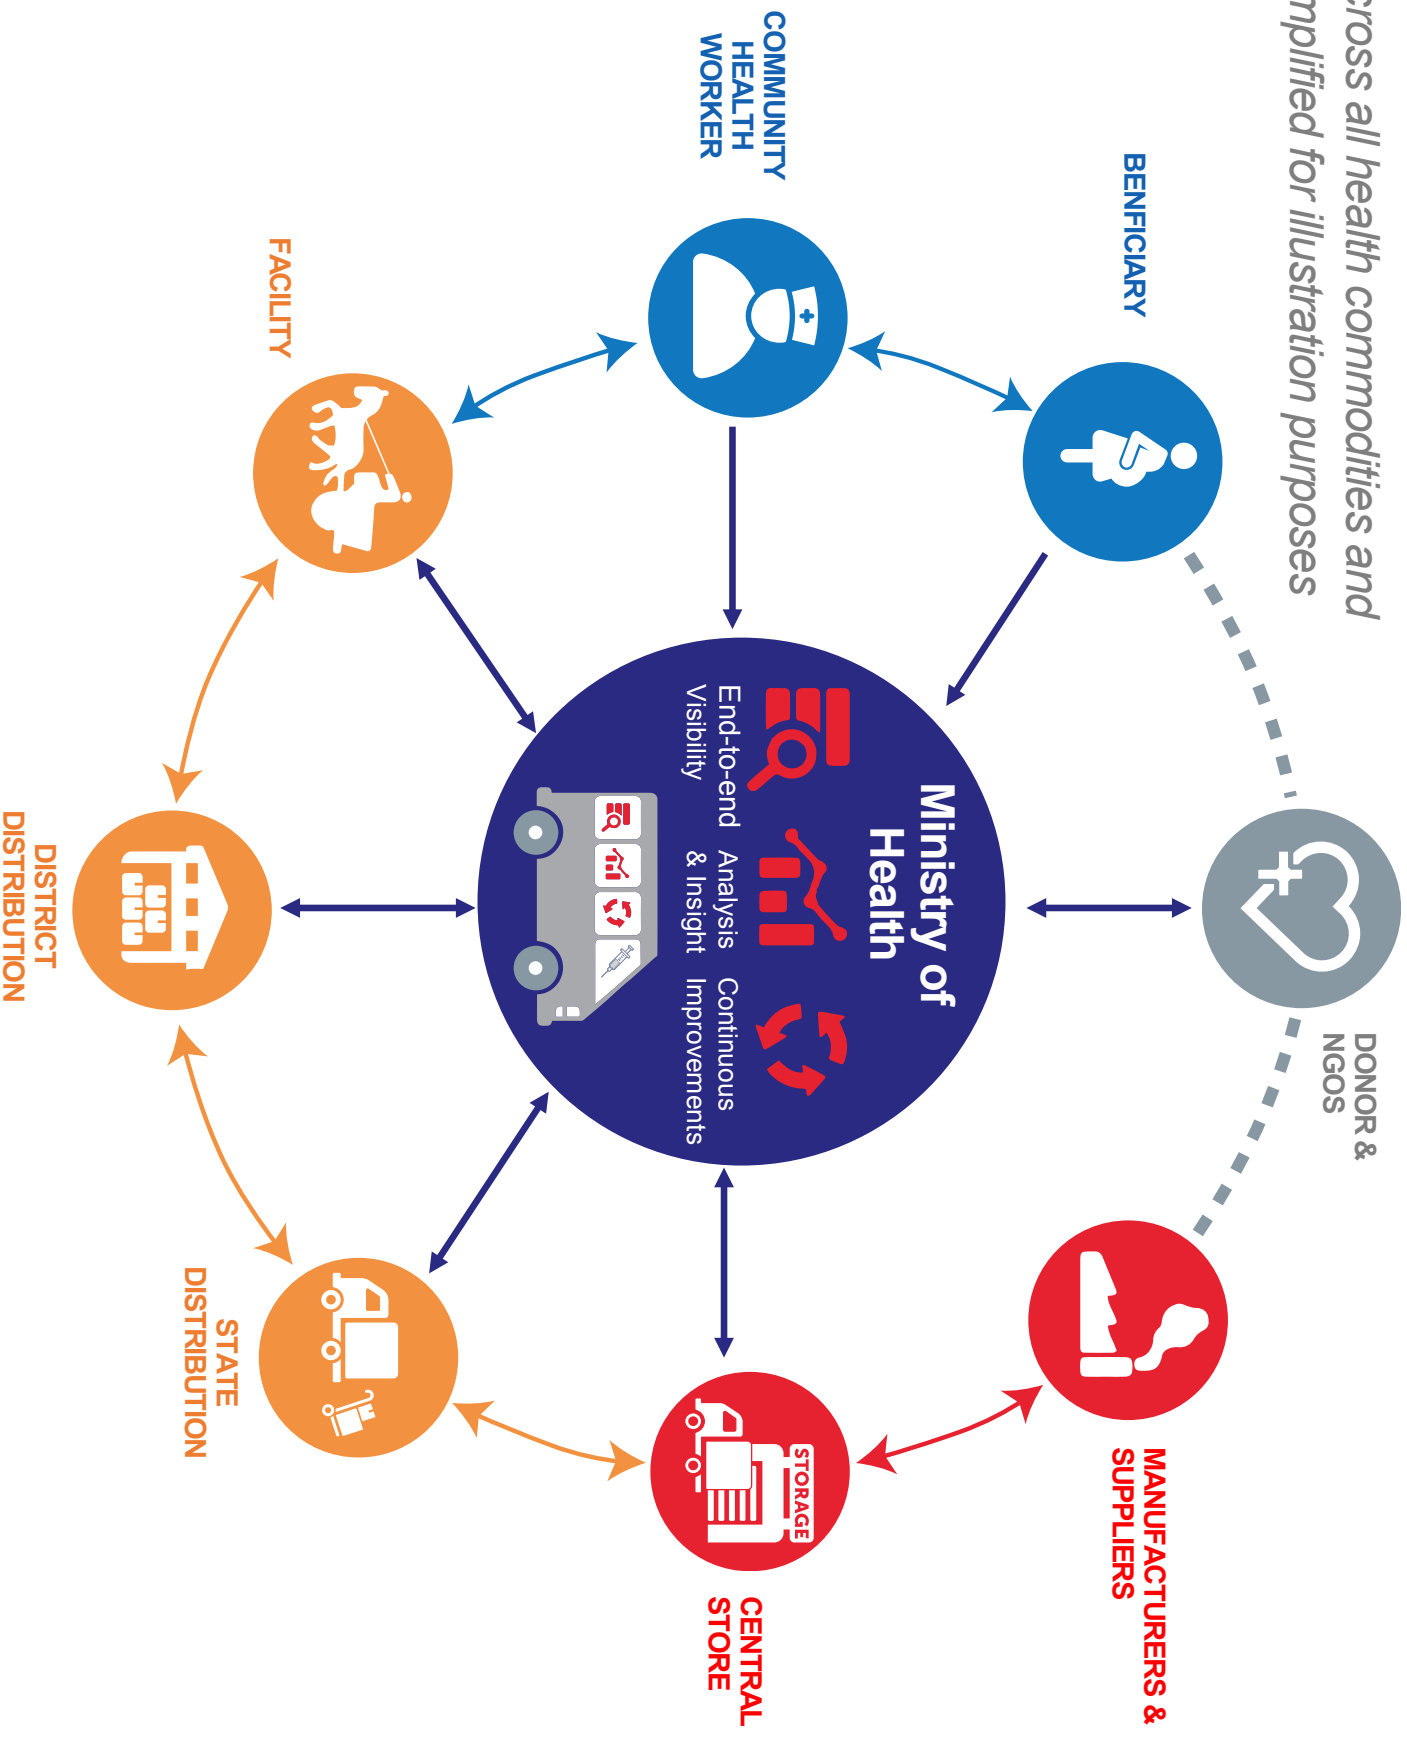 cross all health commodities and
mplified for illustration purposes
DONOR &
NGOS
BENFICIARY
MANUFACTURERS &
SUPPLIERS
COMMUNITY
HEALTH
WORKER
Ministry of
Health
End-to-end
Visibility
Analysis
& Insight
Continuous
Improvements
STORAGE
CENTRAL
STORE
FACILITY
STATE
DISTRIBUTION
DISTRICT
DISTRIBUTION